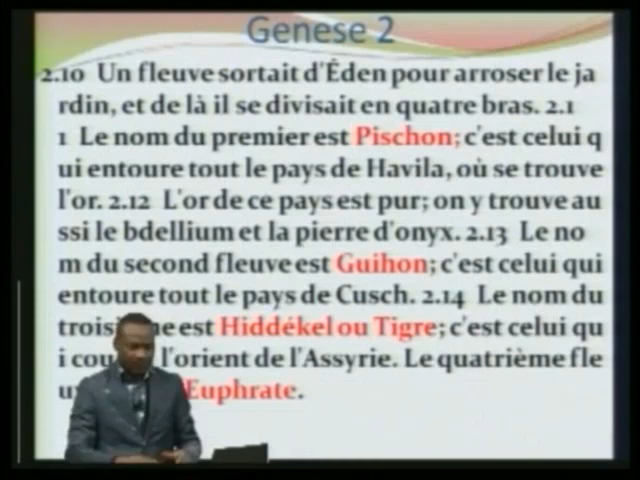 Genese 2
2.10 Un fleuve sortait d'Éden pour arroser le ja
rdin, et de là il se divisait en quatre bras. 2.1
1 Le nom du premier est Pischon; c'est celui q
ui entoure tout le pays de Havila, où se trouve
l'or. 2.12 L'or de ce pays est pur; on y trouve au
ssi le bdellium et la pierre d'onyx. 2.13 Le no
m du second fleuve est Guihon; c'est celui qui
entoure tout le pays de Cusch. 2.14 Le nom du
est Hiddékel ou Tigre; c'est celui qu
i l'orient de l'Assyrie. Le quatrième fle
Euphrate.